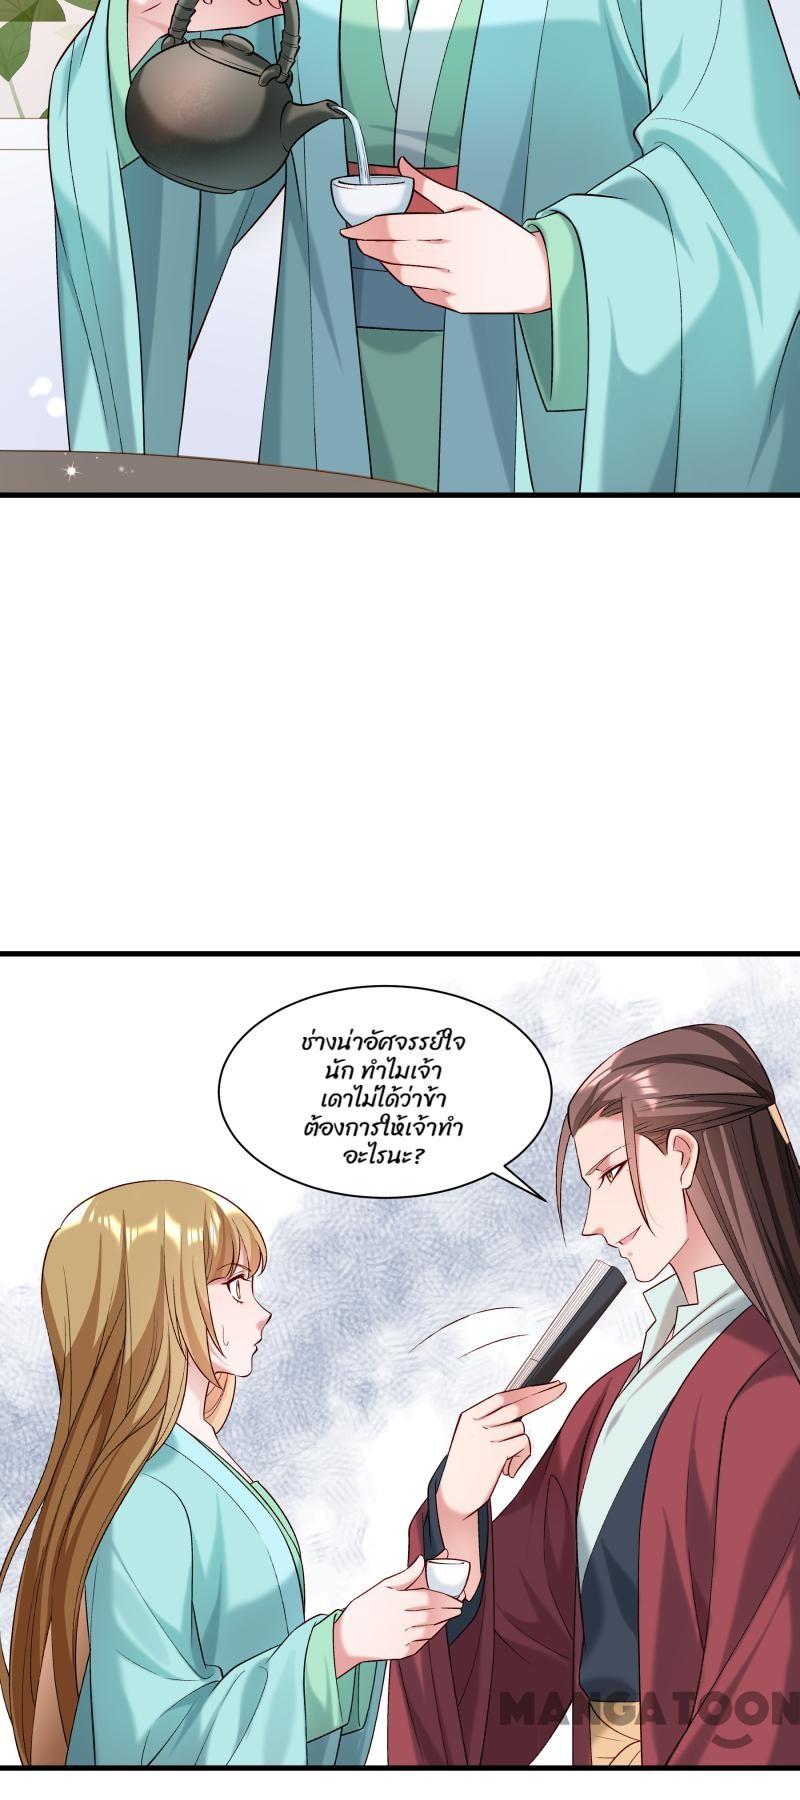 ช่างน่าอัศจรรย์ใจ
นัก ทำไมเจ้า
เดาไม่ได้ว่าข้า
ต้องการให้เจ้าทำ
อะไรนะ?
MANGATOON